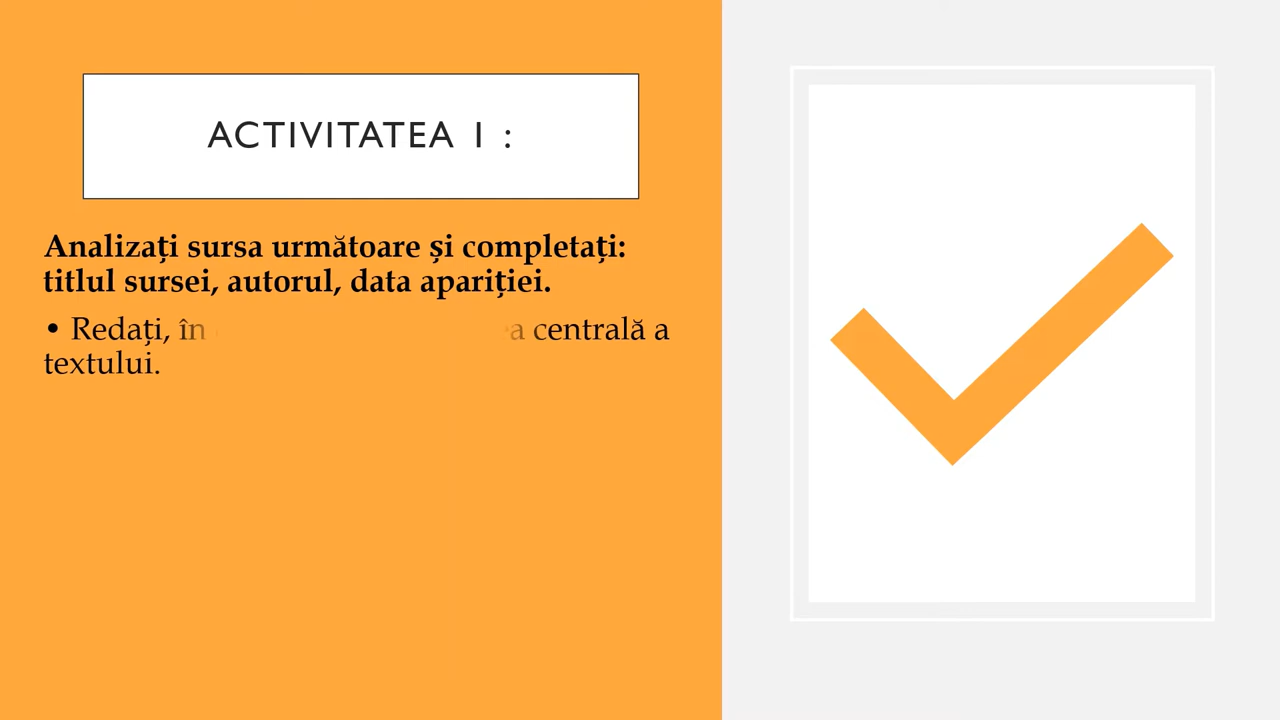 ACTIVITATEA 1 :
Analizați sursa următoare și completați:
titlul sursei, autorul, data apariției.
• Redați, în centrală a
textului.